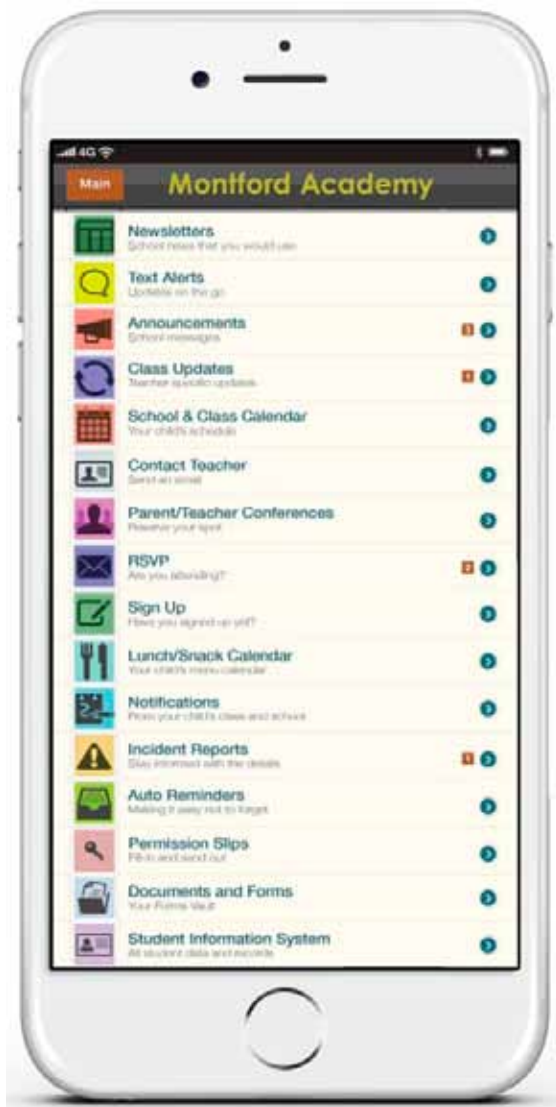 4G
Main
Montford Academy
Newsletters
School news that you would use
Text Alerts
Updates on the go
Announcements
School messages
3
Class Updates
Teacher specific updates
School & Class Calendar
Your child's schedule
Contact Teacher
Send an email
Parent/Teacher Conferences
Reserve your spot
RSVP
Are you attending?
2
Sign Up
Have you signed up yet?
Lunch/Snack Calendar
Your child's menu calendar
Notifications
From your child's class and school
Incident Reports
Stay informed with the details
1
Auto Reminders
Making it easy not to forget
Permission Slips
Fill-in and send out
Documents and Forms
Your Forms Vault
Student Information System
All student data and records